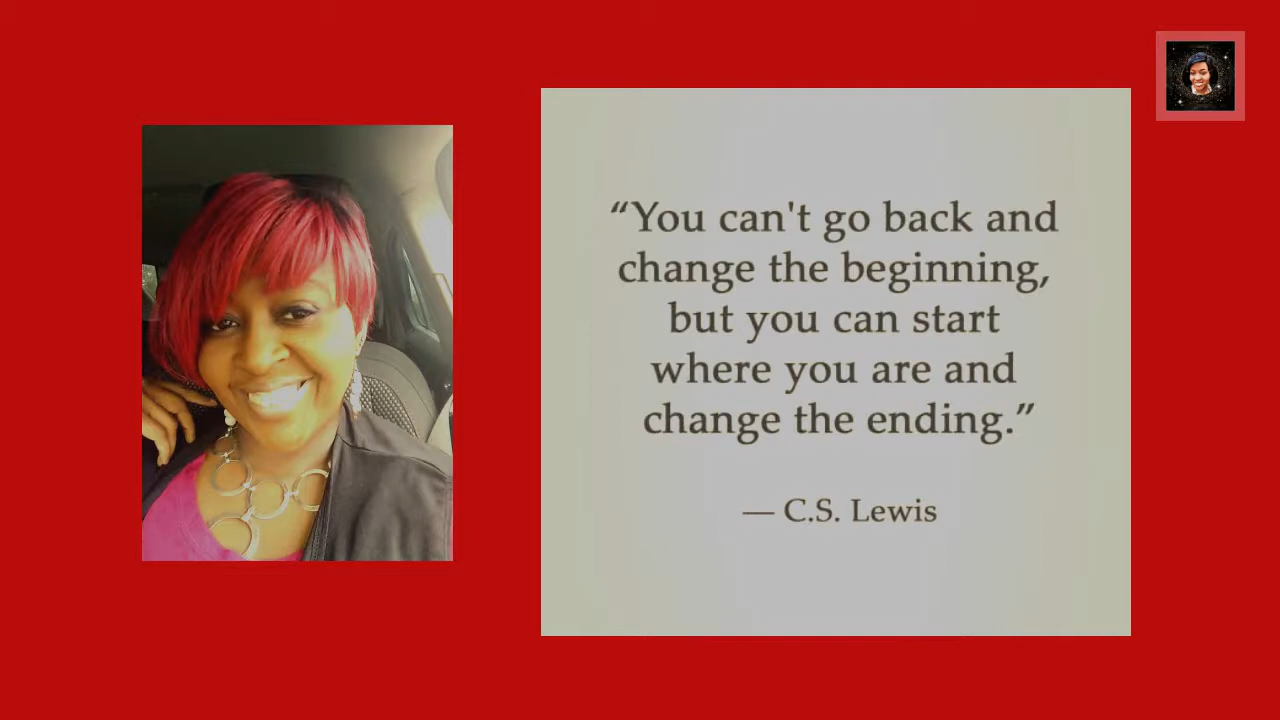 “You can't go back and
change the beginning,
but you can start
where you are and
change the ending.”
— C.S. Lewis